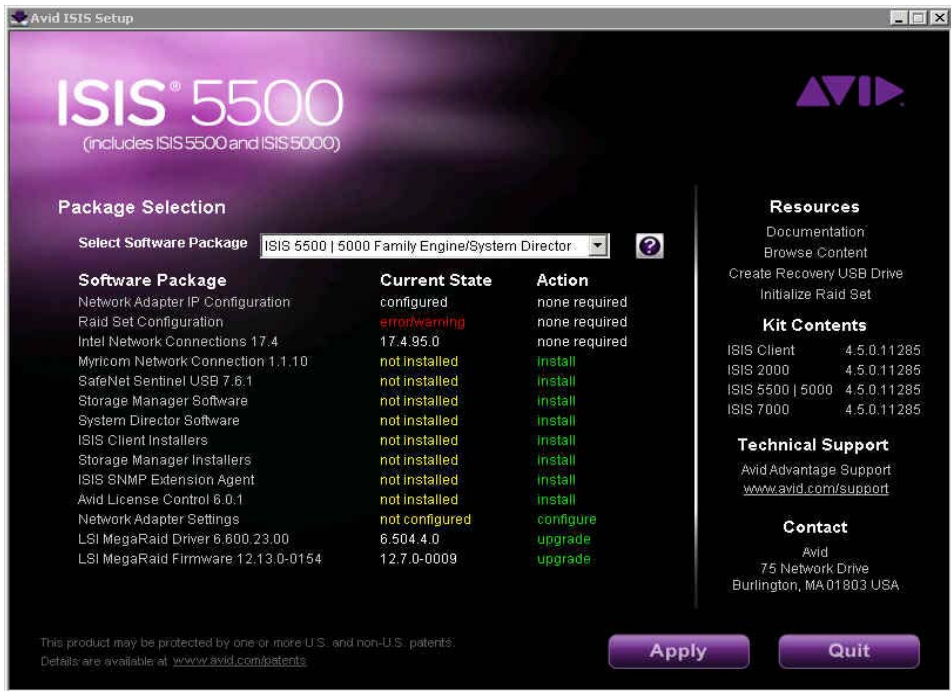 Avid ISIS Setup
ISIS® 5500
(includes ISIS 5500 and ISIS 5000)
AVID
Package Selection
Select Software Package ISIS 5500 | 5000 Family Engine/System Director ?
Software Package Current State Action
Network Adapter IP Configuration configured none required
Raid Set Configuration error/warning none required
Intel Network Connections 17.4 17.4.95.0 none required
Myricom Network Connection 1.1.10 not installed install
SafeNet Sentinel USB 7.6.1 not installed install
Storage Manager Software not installed install
System Director Software not installed install
ISIS Client Installers not installed install
Storage Manager Installers not installed install
ISIS SNMP Extension Agent not installed install
Avid License Control 6.0.1 not installed install
Network Adapter Settings not configured configure
LSI MegaRaid Driver 6.600.23.00 6.504.4.0 upgrade
LSI MegaRaid Firmware 12.13.0-0154 12.7.0-0009 upgrade
Resources
Documentation
Browse Content
Create Recovery USB Drive
Initialize Raid Set
Kit Contents
ISIS Client 4.5.0.11285
ISIS 2000 4.5.0.11285
ISIS 5500 | 5000 4.5.0.11285
ISIS 7000 4.5.0.11285
Technical Support
Avid Advantage Support
www.avid.com/support
Contact
Avid
75 Network Drive
Burlington, MA 01803 USA
This product may be protected by one or more U.S. and non-U.S. patents.
Details are available at www.avid.com/patents
Apply
Quit